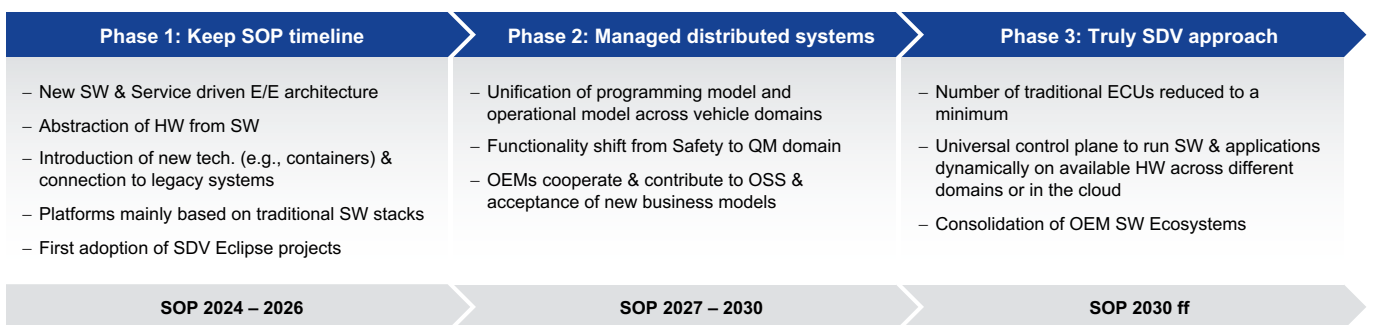 Phase 1: Keep SOP timeline
– New SW & Service driven E/E architecture
– Abstraction of HW from SW
– Introduction of new tech. (e.g., containers) &
connection to legacy systems
– Platforms mainly based on traditional SW stacks
– First adoption of SDV Eclipse projects
SOP 2024 – 2026
Phase 2: Managed distributed systems
– Unification of programming model and
operational model across vehicle domains
– Functionality shift from Safety to QM domain
– OEMs cooperate & contribute to OSS &
acceptance of new business models
SOP 2027 – 2030
Phase 3: Truly SDV approach
– Number of traditional ECUs reduced to a
minimum
– Universal control plane to run SW & applications
dynamically on available HW across different
domains or in the cloud
– Consolidation of OEM SW Ecosystems
SOP 2030 ff